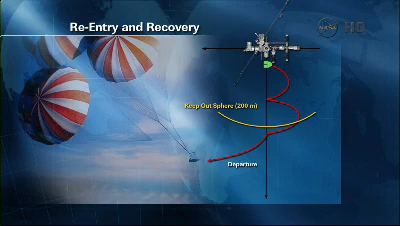 Re-Entry and Recovery
NASA HD
Keep Out Sphere (200 m)
Departure